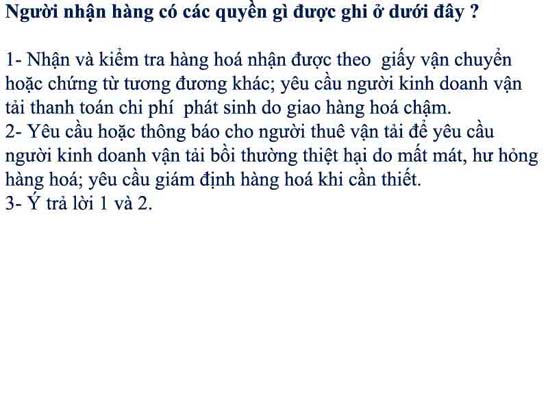 Người nhận hàng có các quyền gì được ghi ở dưới đây ?
1- Nhận và kiểm tra hàng hoá nhận được theo giấy vận chuyển
hoặc chứng từ tương đương khác; yêu cầu người kinh doanh vận
tải thanh toán chi phí phát sinh do giao hàng hoá chậm.
2- Yêu cầu hoặc thông báo cho người thuê vận tải để yêu cầu
người kinh doanh vận tải bồi thường thiệt hại do mất mát, hư hỏng
hàng hoá; yêu cầu giám định hàng hoá khi cần thiết.
3- Ý trả lời 1 và 2.